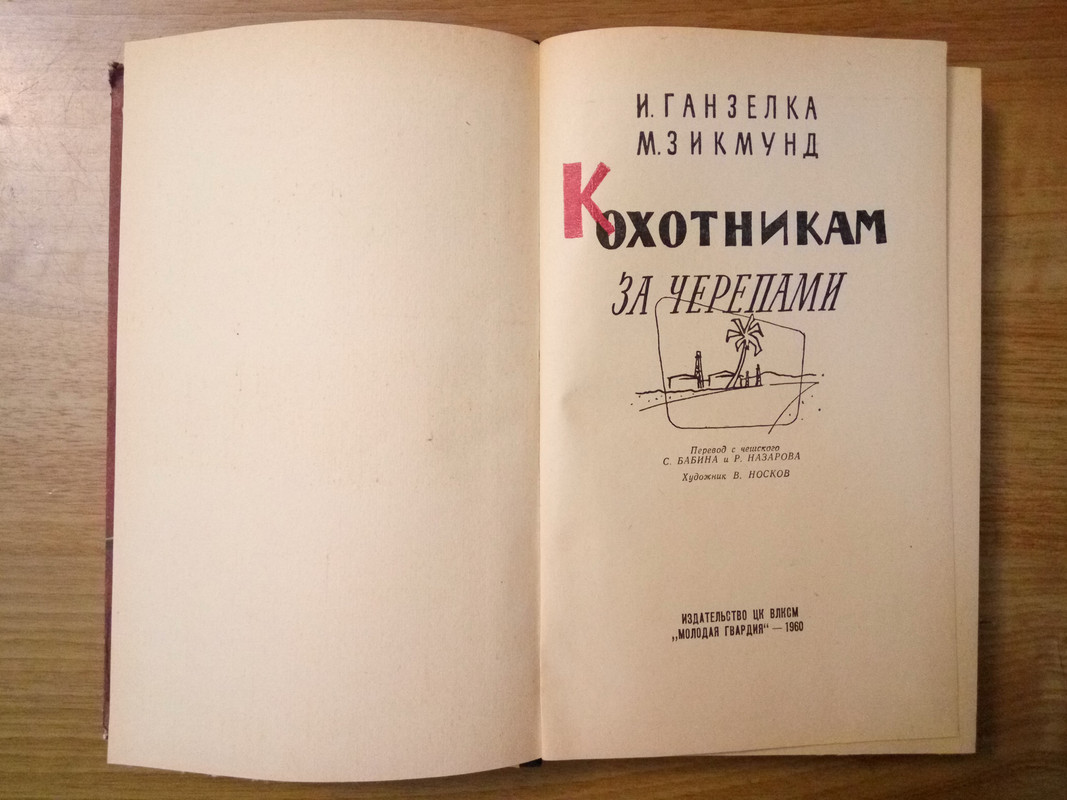 И. ГАНЗЕЛКА
М. ЗИКМУНД
К ОХОТНИКАМ
ЗА ЧЕРЕПАМИ
Перевод с чешского
С. БАБИНА и Р. НАЗАРОВА
Художник В. НОСКОВ
ИЗДАТЕЛЬСТВО ЦК ВЛКСМ
„МОЛОДАЯ ГВАРДИЯ“ — 1960